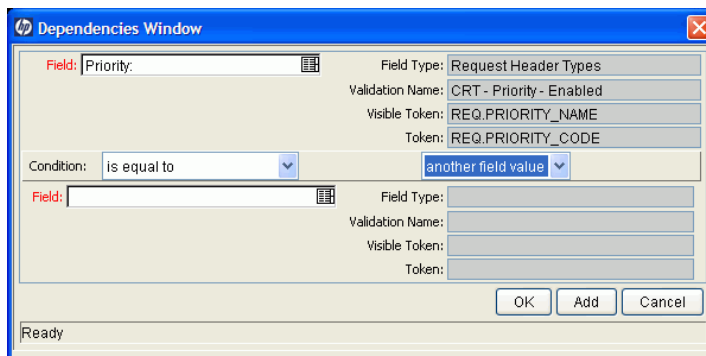 hp Dependencies Window
Field: Priority: Field Type: Request Header Types
Validation Name: CRT - Priority - Enabled
Visible Token: REQ.PRIORITY_NAME
Token: REQ.PRIORITY_CODE
Condition: is equal to another field value
Field: Field Type:
Validation Name:
Visible Token:
Token:
OK Add Cancel
Ready